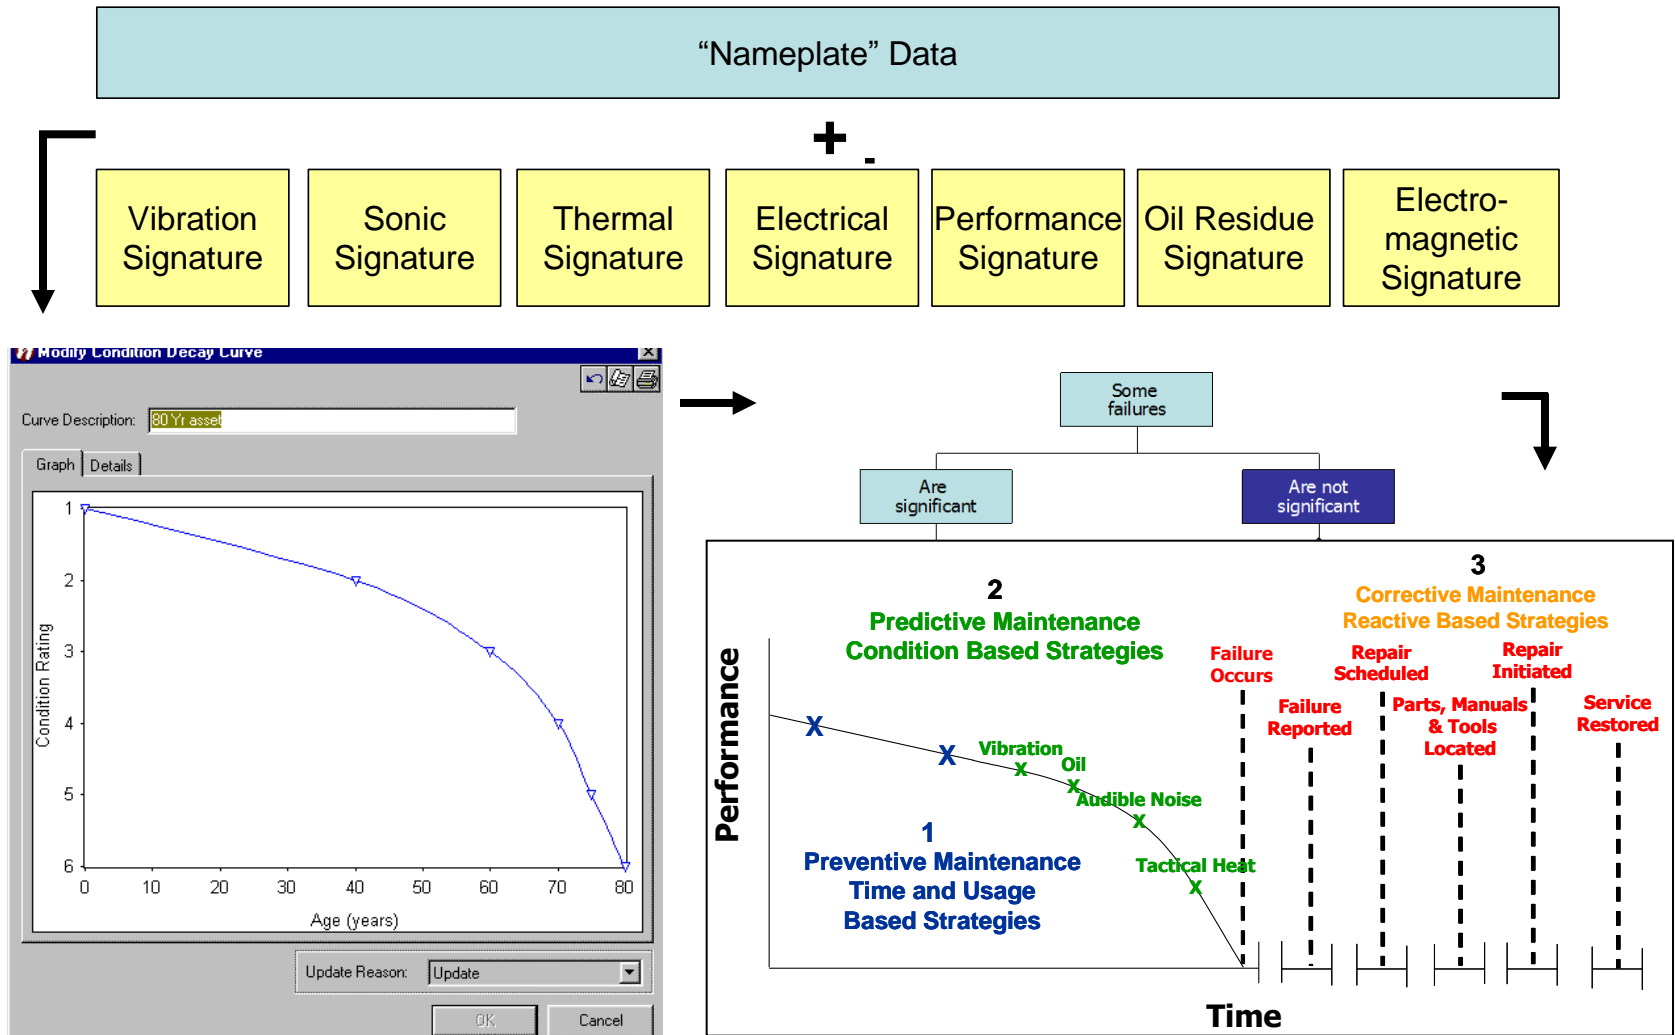 “Nameplate” Data
+
-
Vibration
Signature
Sonic
Signature
Thermal
Signature
Electrical
Signature
Performance
Signature
Oil Residue
Signature
Electro-
magnetic
Signature
Modify Condition Decay Curve
Curve Description:
80 Yr asset
Graph
Details
Condition Rating
1
2
3
4
5
6
0 10 20 30 40 50 60 70 80
Age (years)
Update Reason:
Update
OK
Cancel
Some
failures
Are
significant
Are not
significant
2
Predictive Maintenance
Condition Based Strategies
3
Corrective Maintenance
Reactive Based Strategies
Performance
X
X
Vibration
x
Oil
x
Audible Noise
x
Tactical Heat
x
1
Preventive Maintenance
Time and Usage
Based Strategies
Failure
Occurs
Failure
Reported
Repair
Scheduled
Parts, Manuals
& Tools
Located
Repair
Initiated
Service
Restored
Time